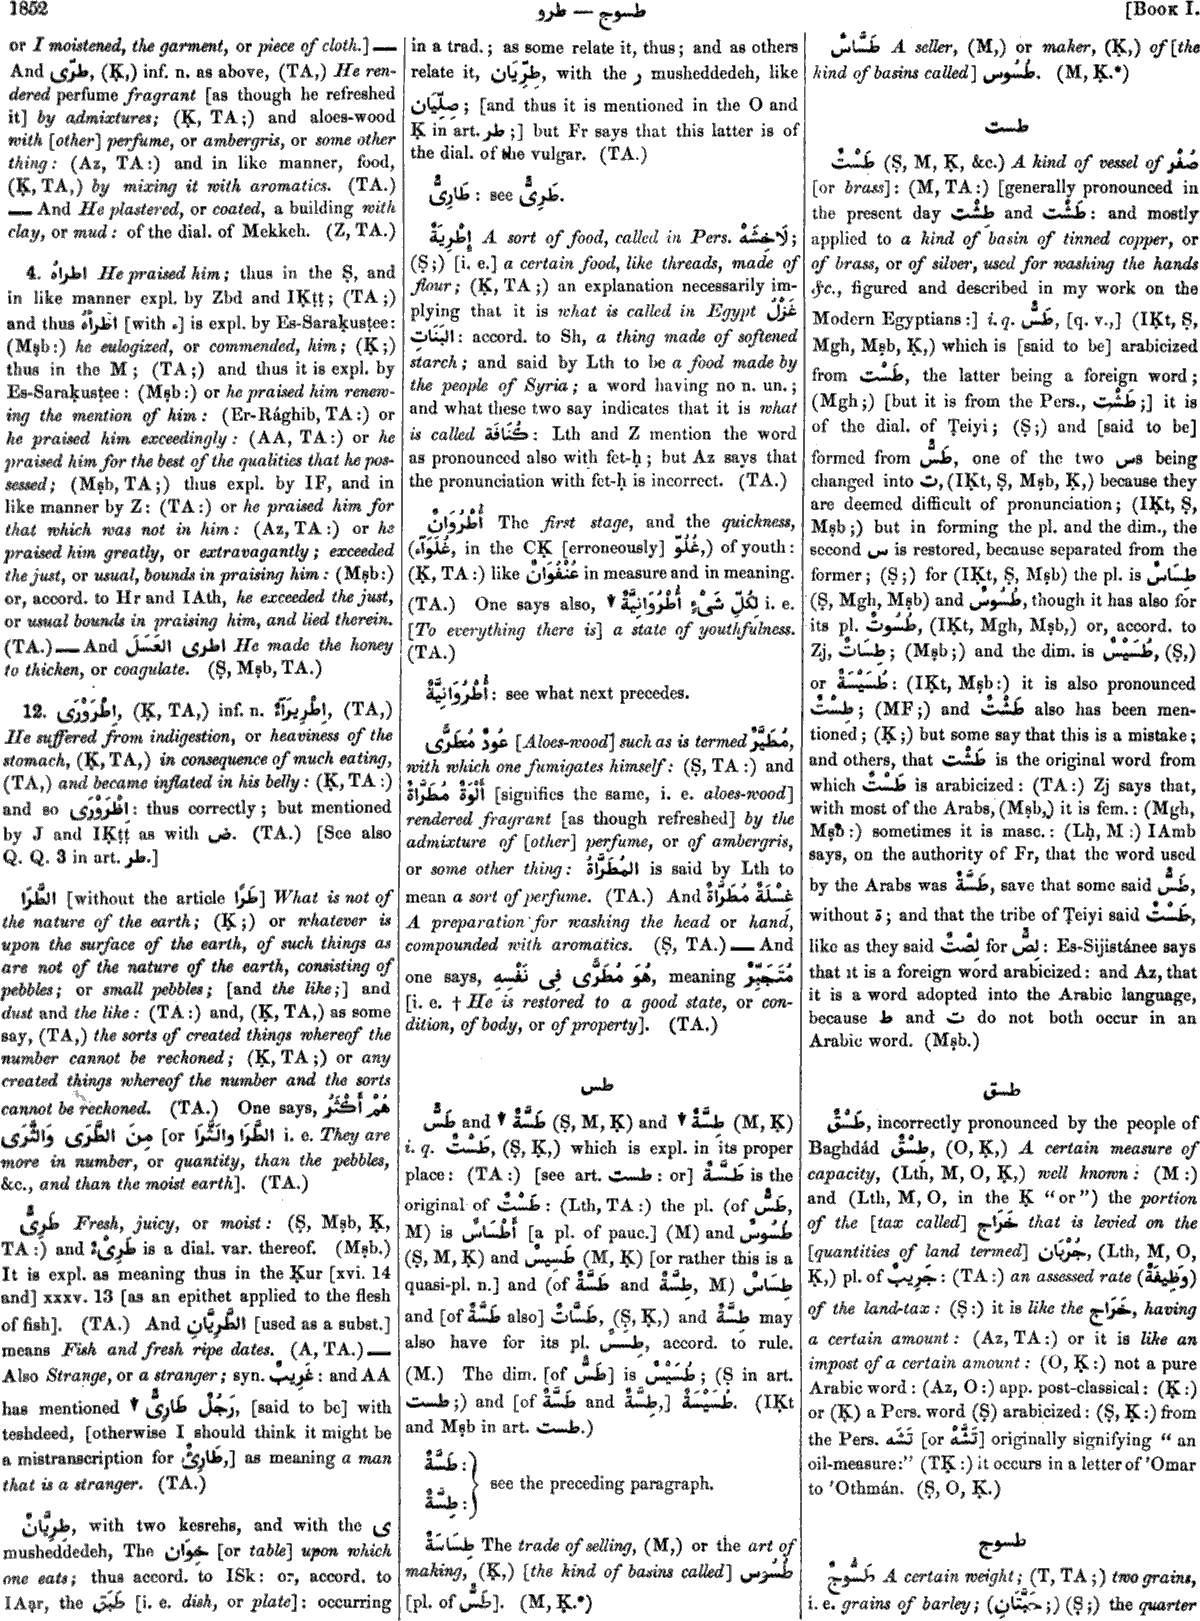 1852
طسوج — طرو
[BOOK I.
or I moistened, the garment, or piece of cloth.] —
And طرّى, (Ḳ,) inf. n. as above, (TA,) He ren-
dered perfume fragrant [as though he refreshed
it] by admixtures; (Ḳ, TA;) and aloes-wood
with [other] perfume, or ambergris, or some other
thing: (Az, TA:) and in like manner, food,
(Ḳ, TA,) by mixing it with aromatics. (TA.)
— And He plastered, or coated, a building with
clay, or mud: of the dial. of Mekkeh. (Z, TA.)
4. اطراهُ He praised him; thus in the Ṣ, and
in like manner expl. by Zbd and IḲṭṭ; (TA;)
and thus اطرأهُ [with ء] is expl. by Es-Saraḳusṭee:
(Mṣb:) he eulogized, or commended, him; (Ḳ;)
thus in the M; (TA;) and thus it is expl. by
Es-Saraḳusṭee: (Mṣb:) or he praised him renew-
ing the mention of him: (Er-Rághib, TA:) or
he praised him exceedingly: (AA, TA:) or he
praised him for the best of the qualities that he pos-
sessed; (Mṣb, TA;) thus expl. by IF, and in
like manner by Z: (TA:) or he praised him for
that which was not in him: (Az, TA:) or he
praised him greatly, or extravagantly; exceeded
the just, or usual, bounds in praising him: (Mṣb:)
or, accord. to Hr and IAth, he exceeded the just,
or usual bounds in praising him, and lied therein.
(TA.) — And اطرى العَسَلَ He made the honey
to thicken, or coagulate. (Ṣ, Mṣb, TA.)
12. اِطْرَوْرَى, (Ḳ, TA,) inf. n. اِطْرِيرَآءٌ, (TA,)
He suffered from indigestion, or heaviness of the
stomach, (Ḳ, TA,) in consequence of much eating,
(TA,) and became inflated in his belly: (Ḳ, TA:)
and so اِظْرَوْرَى: thus correctly; but mentioned
by J and IḲṭṭ as with ض. (TA.) [See also
Q. Q. 3 in art. طر.]
الطَّرَا [without the article طَرًا] What is not of
the nature of the earth; (Ḳ;) or whatever is
upon the surface of the earth, of such things as
are not of the nature of the earth, consisting of
pebbles; or small pebbles; [and the like;] and
dust and the like: (TA:) and, (Ḳ, TA,) as some
say, (TA,) the sorts of created things whereof the
number cannot be reckoned; (Ḳ, TA;) or any
created things whereof the number and the sorts
cannot be reckoned. (TA.) One says, هُمْ أَكْثَرُ
مِنَ الطَّرَى وَالثَّرَى [or الطَّرَا والثَّرَا i. e. They are
more in number, or quantity, than the pebbles,
&c., and than the moist earth]. (TA.)
طَرِىٌّ Fresh, juicy, or moist: (Ṣ, Mṣb, Ḳ,
TA:) and طَرِىْءٌ is a dial. var. thereof. (Mṣb.)
It is expl. as meaning thus in the Ḳur [xvi. 14
and] xxxv. 13 [as an epithet applied to the flesh
of fish]. (TA.) And الطَّرِيَّانِ [used as a subst.]
means Fish and fresh ripe dates. (A, TA.) —
Also Strange, or a stranger; syn. غَرِيبٌ: and AA
has mentioned ▾ رَجُلٌ طَارِىٌّ, [said to be] with
teshdeed, [otherwise I should think it might be
a mistranscription for طَارِئٌ,] as meaning a man
that is a stranger. (TA.)
طِرِيَّانٌ, with two kesrehs, and with the ى
musheddedeh, The خِوَان [or table] upon which
one eats; thus accord. to ISk: or, accord. to
IAạr, the طَبَق [i. e. dish, or plate]: occurring
in a trad.; as some relate it, thus; and as others
relate it, طِرِّيَان, with the ر musheddedeh, like
صِلِّيَان; [and thus it is mentioned in the O and
Ḳ in art. طر;] but Fr says that this latter is of
the dial. of the vulgar. (TA.)
طَارِىٌّ: see طَرِىٌّ.
إِطْرِيَةٌ A sort of food, called in Pers. لَاخِشَهْ;
(Ṣ;) [i. e.] a certain food, like threads, made of
flour; (Ḳ, TA;) an explanation necessarily im-
plying that it is what is called in Egypt غَزْلُ
البَنَات: accord. to Sh, a thing made of softened
starch; and said by Lth to be a food made by
the people of Syria; a word having no n. un.;
and what these two say indicates that it is what
is called كُنَافَة: Lth and Z mention the word
as pronounced also with fet-ḥ; but Az says that
the pronunciation with fet-ḥ is incorrect. (TA.)
أُطْرُوَانٌ The first stage, and the quickness,
(غُلَوَآء, in the CḲ [erroneously] غُلُوّ,) of youth:
(Ḳ, TA:) like عُنْفُوَانٌ in measure and in meaning.
(TA.) One says also, ▾ لِكُلِّ شَىْءٍ أُطْرُوَانِيَّةٌ i. e.
[To everything there is] a state of youthfulness.
(TA.)
أُطْرُوَانِيَّةٌ: see what next precedes.
عُودٌ مُطَرًّى [Aloes-wood] such as is termed مُطَيَّرٌ,
with which one fumigates himself: (Ṣ, TA:) and
أَلُوَّةٌ مُطَرَّاةٌ [signifies the same, i. e. aloes-wood]
rendered fragrant [as though refreshed] by the
admixture of [other] perfume, or of ambergris,
or some other thing: المُطَرَّاةُ is said by Lth to
mean a sort of perfume. (TA.) And غِسْلَةٌ مُطَرَّاةٌ
A preparation for washing the head or hand,
compounded with aromatics. (Ṣ, TA.) — And
one says, هُوَ مُطَرًّى فِى نَفْسِهِ, meaning مُتَجَبِّرٌ
[i. e. † He is restored to a good state, or con-
dition, of body, or of property]. (TA.)
طس
طَسٌّ and ▾ طَسَّةٌ (Ṣ, M, Ḳ) and ▾ طِسَّةٌ (M, Ḳ)
i. q. طَسْتٌ, (Ṣ, Ḳ,) which is expl. in its proper
place: (TA:) [see art. طست: or] طَسَّةٌ is the
original of طَسْتٌ: (Lth, TA:) the pl. (of طَسٌّ,
M) is أَطْسَاسٌ [a pl. of pauc.] (M) and طُسُوسٌ
(Ṣ, M, Ḳ) and طَسِيسٌ (M, Ḳ) [or rather this is a
quasi-pl. n.] and (of طَسَّةٌ and طِسَّةٌ, M) طِسَاسٌ
and [of طَسَّةٌ also] طَسَّاتٌ, (Ṣ, Ḳ,) and طِسَّةٌ may
also have for its pl. طِسَسٌ, accord. to rule.
(M.) The dim. [of طَسٌّ] is طُسَيْسٌ; (Ṣ in art.
طست;) and [of طَسَّةٌ and طِسَّةٌ,] طُسَيْسَةٌ. (IḲt
and Mṣb in art. طست.)
طَسَّةٌ:
see the preceding paragraph.
طِسَّةٌ:
طِسَاسَةٌ The trade of selling, (M,) or the art of
making, (Ḳ,) [the kind of basins called] طُسُوس
[pl. of طَسٌّ]. (M, Ḳ.*)
طَسَّاسٌ A seller, (M,) or maker, (Ḳ,) of [the
kind of basins called] طُسُوس. (M, Ḳ.*)
طست
طَسْتٌ (Ṣ, M, Ḳ, &c.) A kind of vessel of صُفْر
[or brass]: (M, TA:) [generally pronounced in
the present day طِشْت and طَشْت: and mostly
applied to a kind of basin of tinned copper, or
of brass, or of silver, used for washing the hands
&c., figured and described in my work on the
Modern Egyptians:] i. q. طَسٌّ, [q. v.,] (IḲt, Ṣ,
Mgh, Mṣb, Ḳ,) which is [said to be] arabicized
from طَسْت, the latter being a foreign word;
(Mgh;) [but it is from the Pers., طَشْت;] it is
of the dial. of Ṭeiyi; (Ṣ;) and [said to be]
formed from طَسٌّ, one of the two س‍s being
changed into ت, (IḲt, Ṣ, Mṣb, Ḳ,) because they
are deemed difficult of pronunciation; (IḲt, Ṣ,
Mṣb;) but in forming the pl. and the dim., the
second س is restored, because separated from the
former; (Ṣ;) for (IḲt, Ṣ, Mṣb) the pl. is طِسَاسٌ
(Ṣ, Mgh, Mṣb) and طُسُوسٌ, though it has also for
its pl. طُسُوتٌ, (IḲt, Mgh, Mṣb,) or, accord. to
Zj, طِسَاتٌ; (Mṣb;) and the dim. is طُسَيْسٌ, (Ṣ,)
or طُسَيْسَةٌ: (IḲt, Mṣb:) it is also pronounced
طِسْتٌ; (MF;) and طَشْتٌ also has been men-
tioned; (Ḳ;) but some say that this is a mistake;
and others, that طَشْت is the original word from
which طَسْتٌ is arabicized: (TA:) Zj says that,
with most of the Arabs, (Mṣb,) it is fem.: (Mgh,
Mṣb:) sometimes it is masc.: (Lḥ, M:) IAmb
says, on the authority of Fr, that the word used
by the Arabs was طَسَّةٌ, save that some said طَسٌّ,
without ة; and that the tribe of Ṭeiyi said طَسْتٌ,
like as they said لِصْتٌ for لِصٌّ: Es-Sijistánee says
that it is a foreign word arabicized: and Az, that
it is a word adopted into the Arabic language,
because ط and ت do not both occur in an
Arabic word. (Mṣb.)
طسق
طَسْقٌ, incorrectly pronounced by the people of
Baghdád طِسْقٌ, (O, Ḳ,) A certain measure of
capacity, (Lth, M, O, Ḳ,) well known: (M:)
and (Lth, M, O, in the Ḳ “or”) the portion
of the [tax called] خَرَاج that is levied on the
[quantities of land termed] جُرْبَان, (Lth, M, O,
Ḳ,) pl. of جَرِيبٌ: (TA:) an assessed rate (وَظِيفَةٌ)
of the land-tax: (Ṣ:) it is like the خَرَاج, having
a certain amount: (Az, TA:) or it is like an
impost of a certain amount: (O, Ḳ:) not a pure
Arabic word: (Az, O:) app. post-classical: (Ḳ:)
or (Ḳ) a Pers. word (Ṣ) arabicized: (Ṣ, Ḳ:) from
the Pers. تَشَه [or تَشَّهْ] originally signifying “an
oil-measure:” (TḲ:) it occurs in a letter of 'Omar
to 'Othmán. (Ṣ, O, Ḳ.)
طسوج
طَسُّوجٌ A certain weight; (T, TA;) two grains,
i. e. grains of barley; (حَبَّتَانِ;) (Ṣ;) the quarter